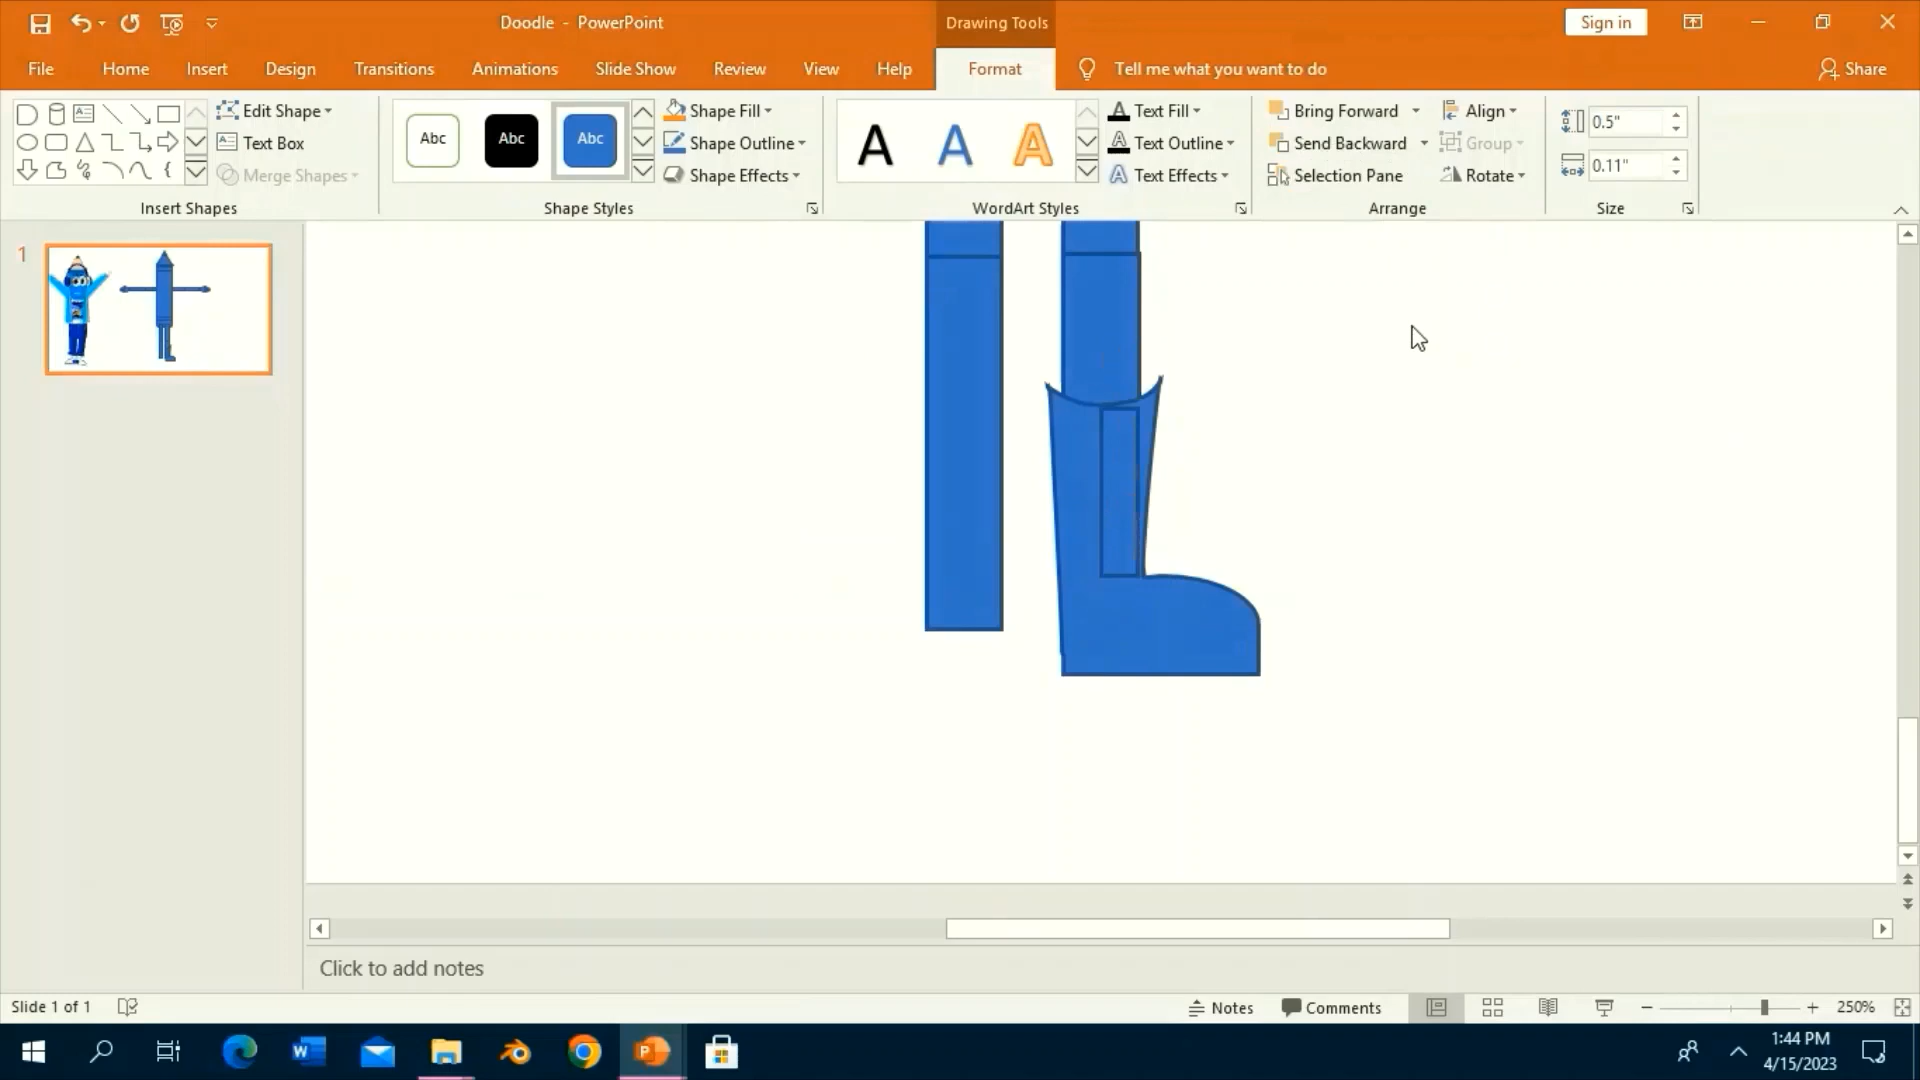 Doodle - PowerPoint
Drawing Tools
Sign in
File
Home
Insert
Design
Transitions
Animations
Slide Show
Review
View
Help
Format
Tell me what you want to do
Share
Edit Shape
Text Box
Merge Shapes
Insert Shapes
Abc
Abc
Abc
Shape Fill
Shape Outline
Shape Effects
Shape Styles
A
A
A
Text Fill
Text Outline
Text Effects
WordArt Styles
Bring Forward
Send Backward
Selection Pane
Align
Group
Rotate
Arrange
0.5"
0.11"
Size
1
Click to add notes
Slide 1 of 1
Notes
Comments
250%
1:44 PM
4/15/2023